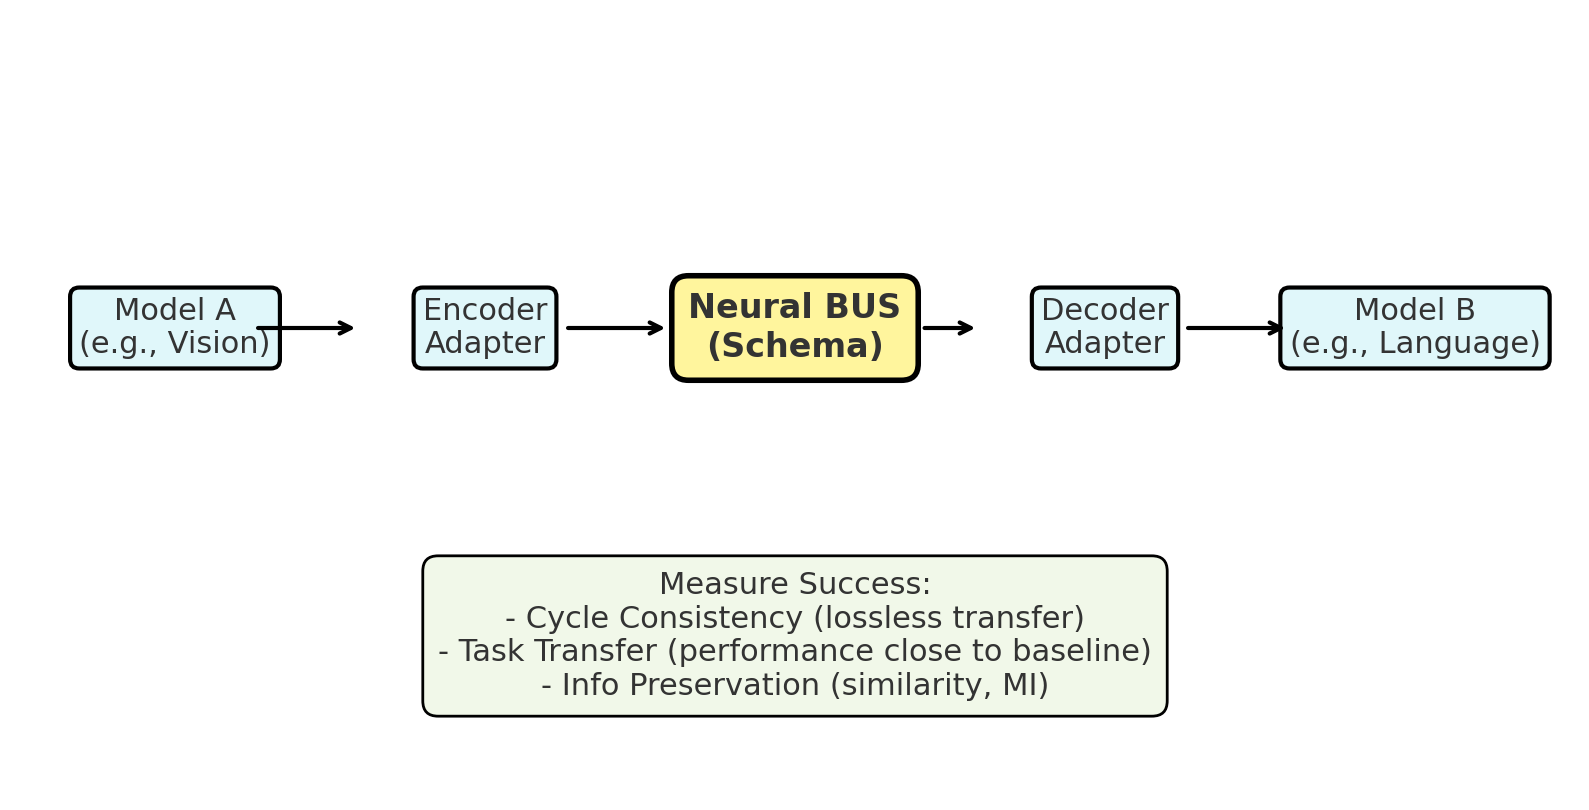 Model A
(e.g., Vision)
Encoder
Adapter
Neural BUS
(Schema)
Decoder
Adapter
Model B
(e.g., Language)
Measure Success:
- Cycle Consistency (lossless transfer)
- Task Transfer (performance close to baseline)
- Info Preservation (similarity, MI)